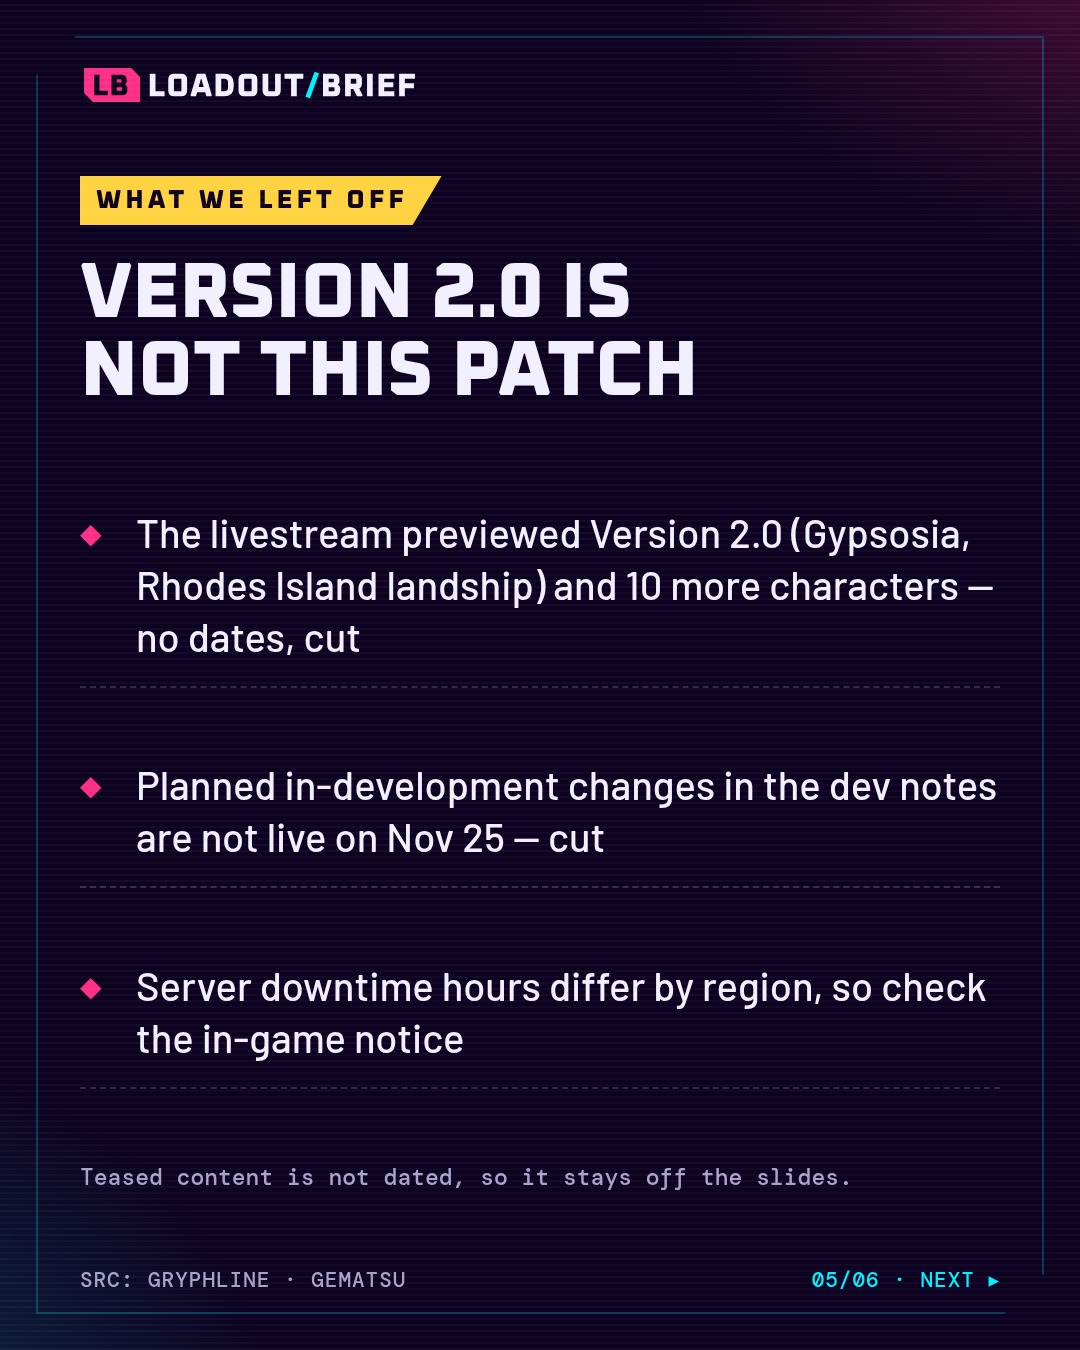 LB LOADOUT/BRIEF
WHAT WE LEFT OFF
VERSION 2.0 IS
NOT THIS PATCH
The livestream previewed Version 2.0 (Gypsosia,
Rhodes Island landship) and 10 more characters —
no dates, cut
Planned in-development changes in the dev notes
are not live on Nov 25 — cut
Server downtime hours differ by region, so check
the in-game notice
Teased content is not dated, so it stays off the slides.
SRC: GRYPHLINE · GEMATSU
05/06 · NEXT ▶